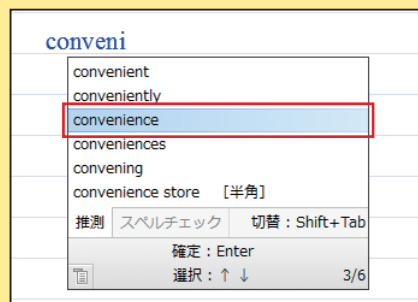 conveni
convenient
conveniently
convenience
conveniences
convening
convenience store [半角]
推測 スペルチェック 切替：Shift+Tab
確定：Enter
選択：↑ ↓ 3/6